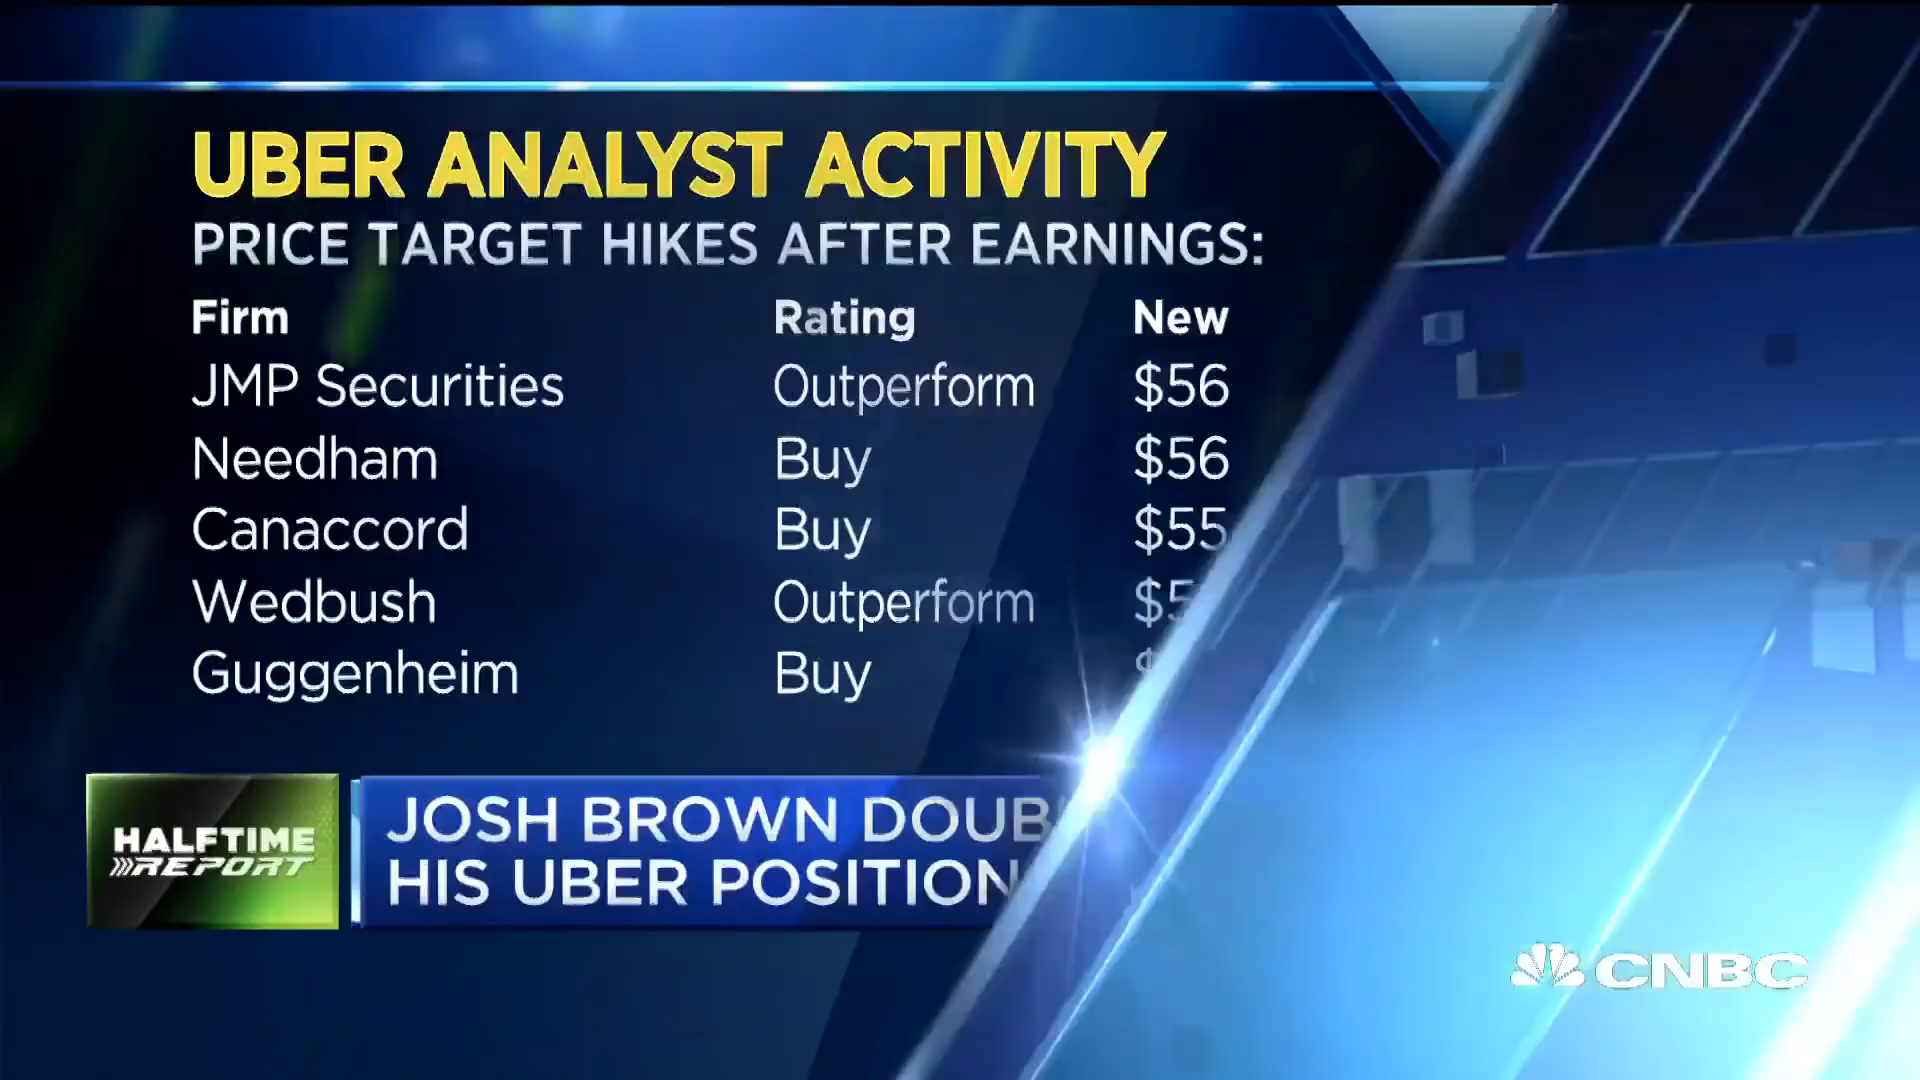 UBER ANALYST ACTIVITY
PRICE TARGET HIKES AFTER EARNINGS:
Firm Rating New
JMP Securities Outperform $56
Needham Buy $56
Canaccord Buy $55
Wedbush Outperform
Guggenheim Buy
HALFTIME
REPORT
JOSH BROWN
HIS UBER POSITION
CNBC